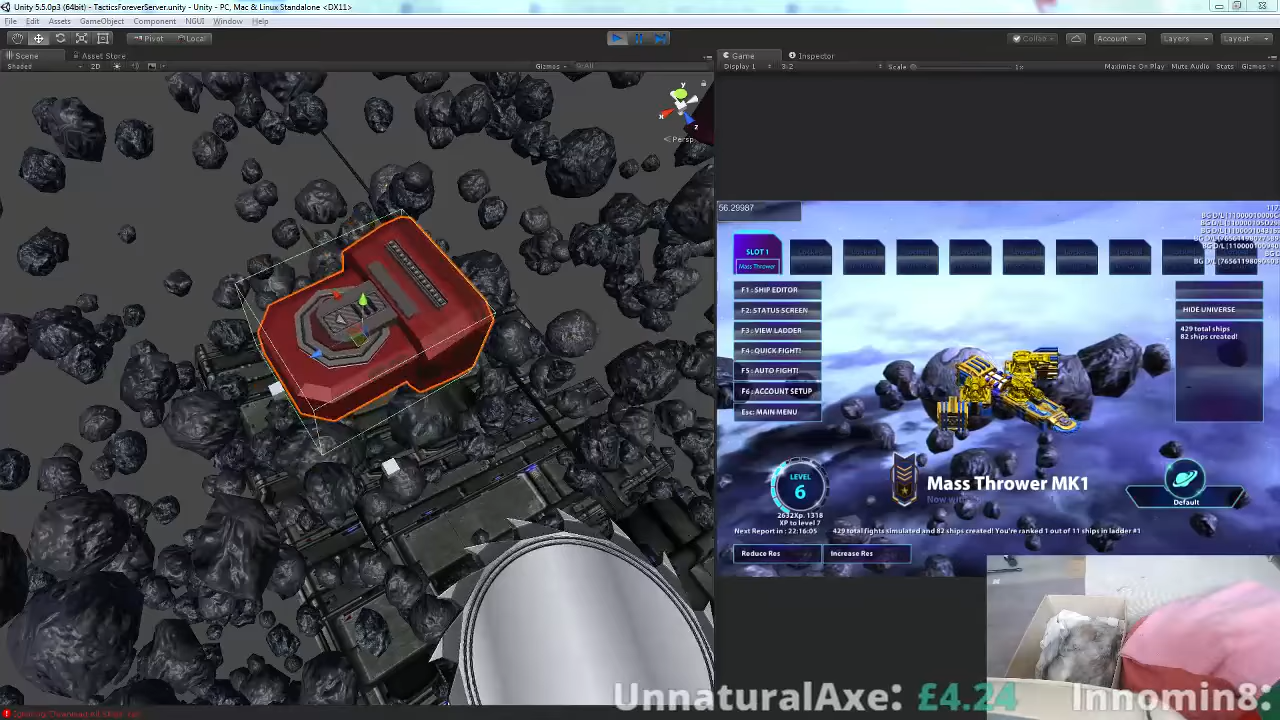 Unity 5.5.0p3 (64bit) - TacticsForeverServer.unity - Unity - PC, Mac & Linux Standalone <DX11>
File Edit Assets GameObject Component NGUI Window Help
Pivot Local Collab Account Layers Layout
Scene Asset Store Game Inspector
Shaded 2D Gizmos All Display 1 3:2 Scale 1x Maximize On Play Mute Audio Stats Gizmos
y
x
z
Persp
56.29987
SLOT 1
Mass Thrower
F1 : SHIP EDITOR
F2: STATUS SCREEN
F3: VIEW LADDER
F4: QUICK FIGHT!
F5: AUTO FIGHT!
F6: ACCOUNT SETUP
Esc: MAIN MENU
HIDE UNIVERSE
429 total ships
82 ships created!
LEVEL
6
2632Xp. 1318
XP to level 7
Next Report in : 22:16:05
Mass Thrower MK1
Now with
Default
429 total fights simulated and 82 ships created! You're ranked 1 out of 11 ships in ladder #1
Reduce Res Increase Res
UnnaturalAxe: £4.24 Innomin8: